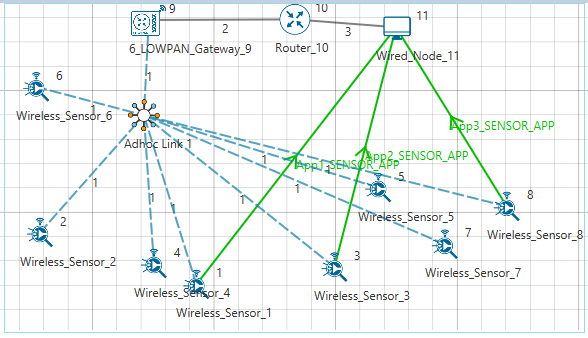 9
10
11
2
3
6_LOWPAN_Gateway_9
Router_10
Wired_Node_11
6
1
1
Wireless_Sensor_6
Adhoc Link 1
App3_SENSOR_APP
App2_SENSOR_APP
App1_SENSOR_APP
1
1
1
5
1
1
1
1
8
Wireless_Sensor_5
2
Wireless_Sensor_8
7
Wireless_Sensor_2
4
3
Wireless_Sensor_7
1
Wireless_Sensor_4
Wireless_Sensor_3
Wireless_Sensor_1